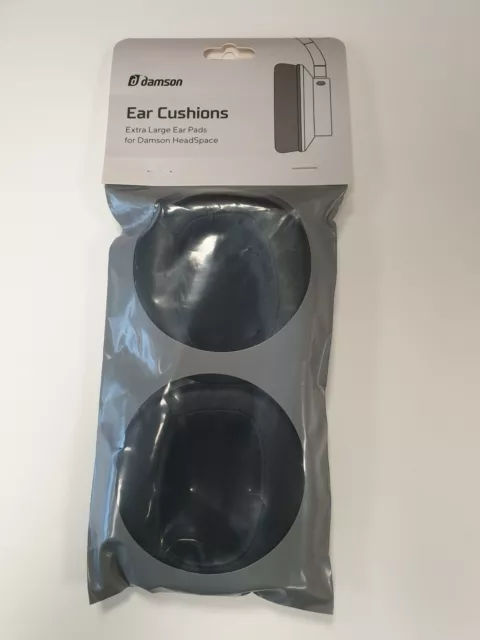 damson
Ear Cushions
Extra Large Ear Pads
for Damson HeadSpace